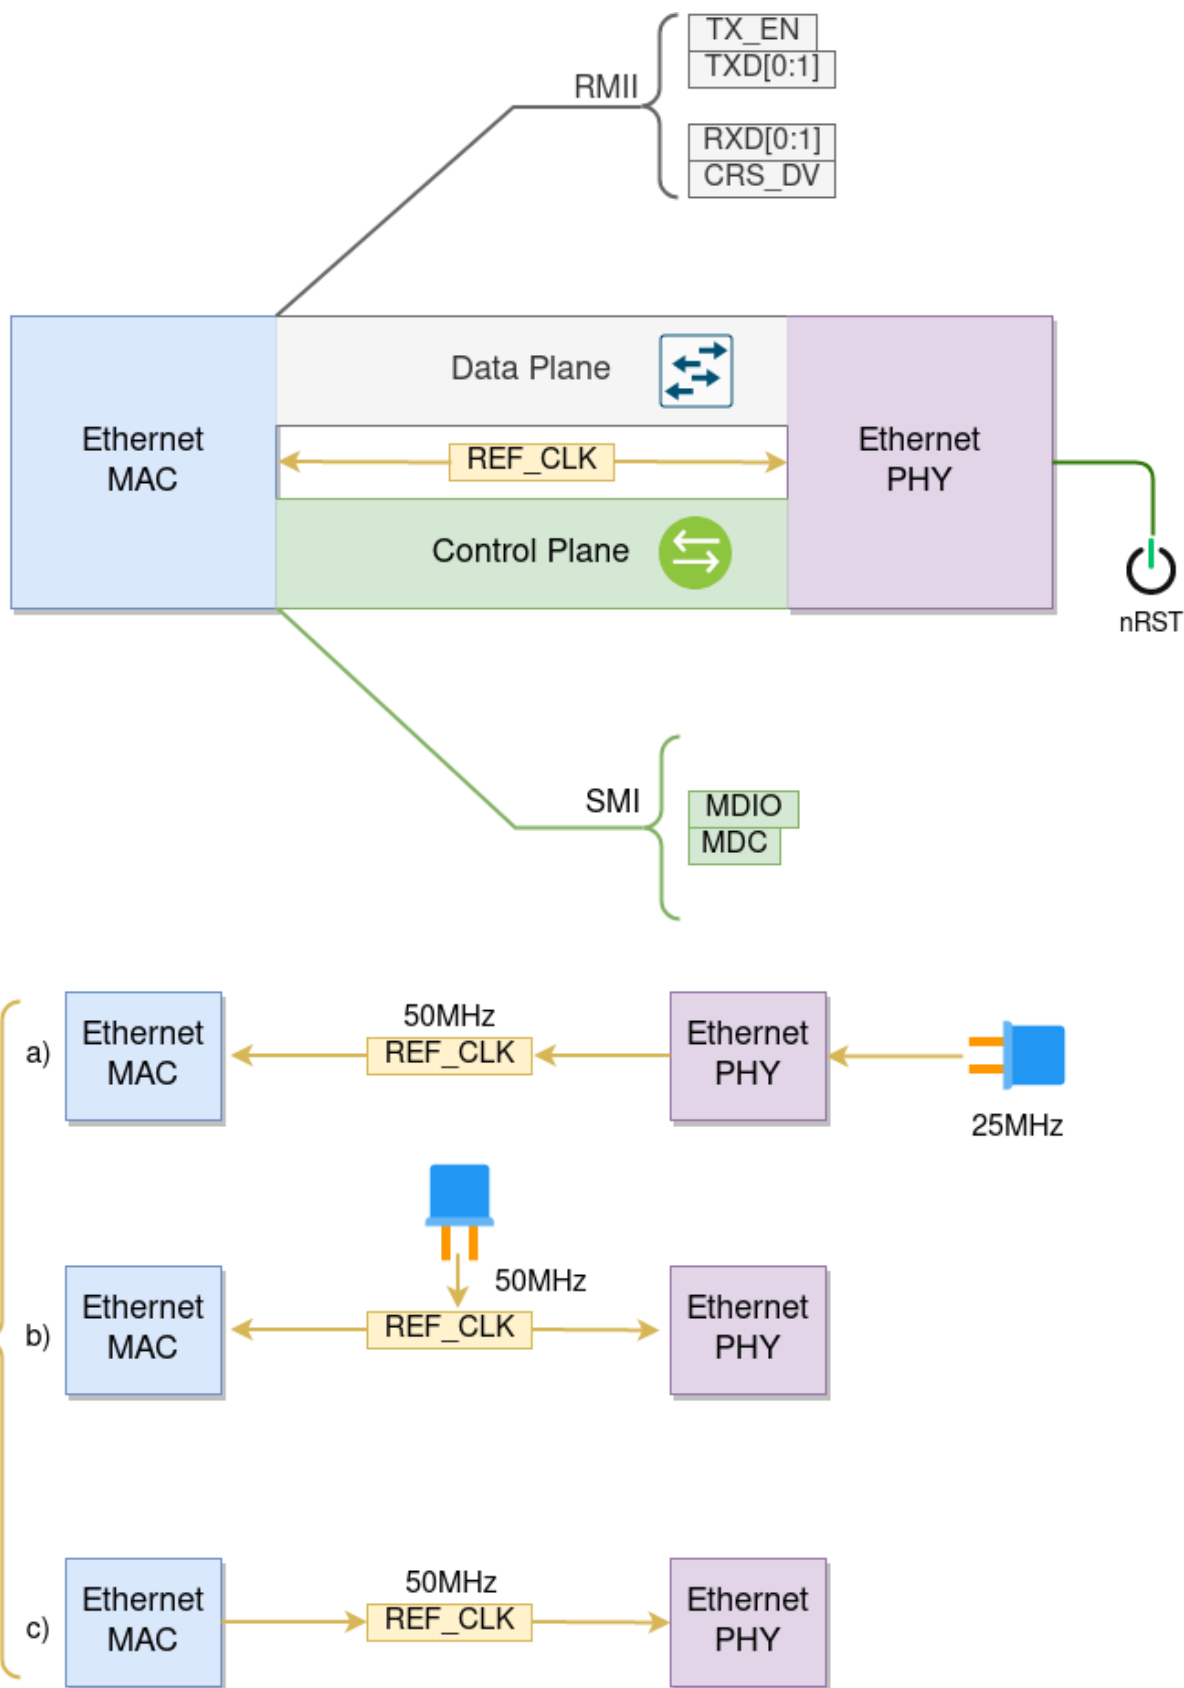 TX_EN
TXD[0:1]
RMII
RXD[0:1]
CRS_DV
Data Plane
Ethernet
MAC
REF_CLK
Ethernet
PHY
Control Plane
nRST
SMI
MDIO
MDC
a)
Ethernet
MAC
50MHz
REF_CLK
Ethernet
PHY
25MHz
b)
Ethernet
MAC
50MHz
REF_CLK
Ethernet
PHY
c)
Ethernet
MAC
50MHz
REF_CLK
Ethernet
PHY